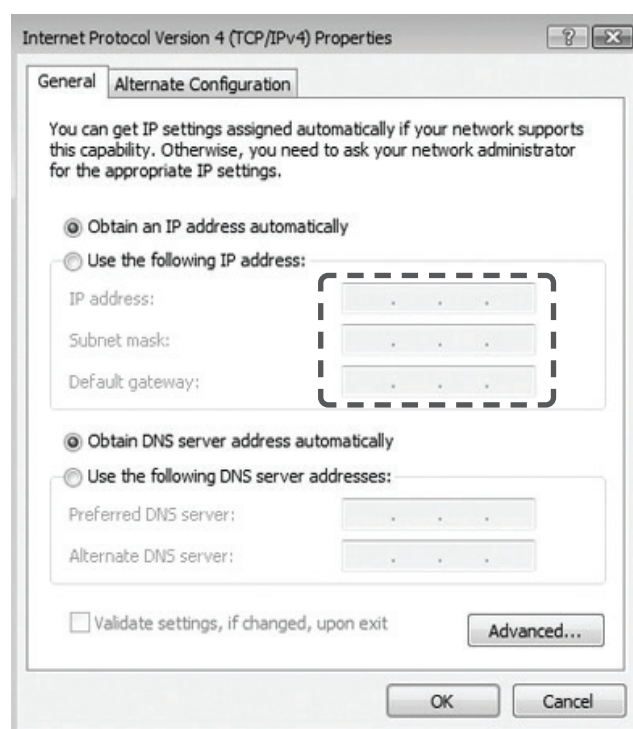 Internet Protocol Version 4 (TCP/IPv4) Properties
General
Alternate Configuration
You can get IP settings assigned automatically if your network supports
this capability. Otherwise, you need to ask your network administrator
for the appropriate IP settings.
Obtain an IP address automatically
Use the following IP address:
IP address:
Subnet mask:
Default gateway:
Obtain DNS server address automatically
Use the following DNS server addresses:
Preferred DNS server:
Alternate DNS server:
Validate settings, if changed, upon exit
Advanced...
OK
Cancel